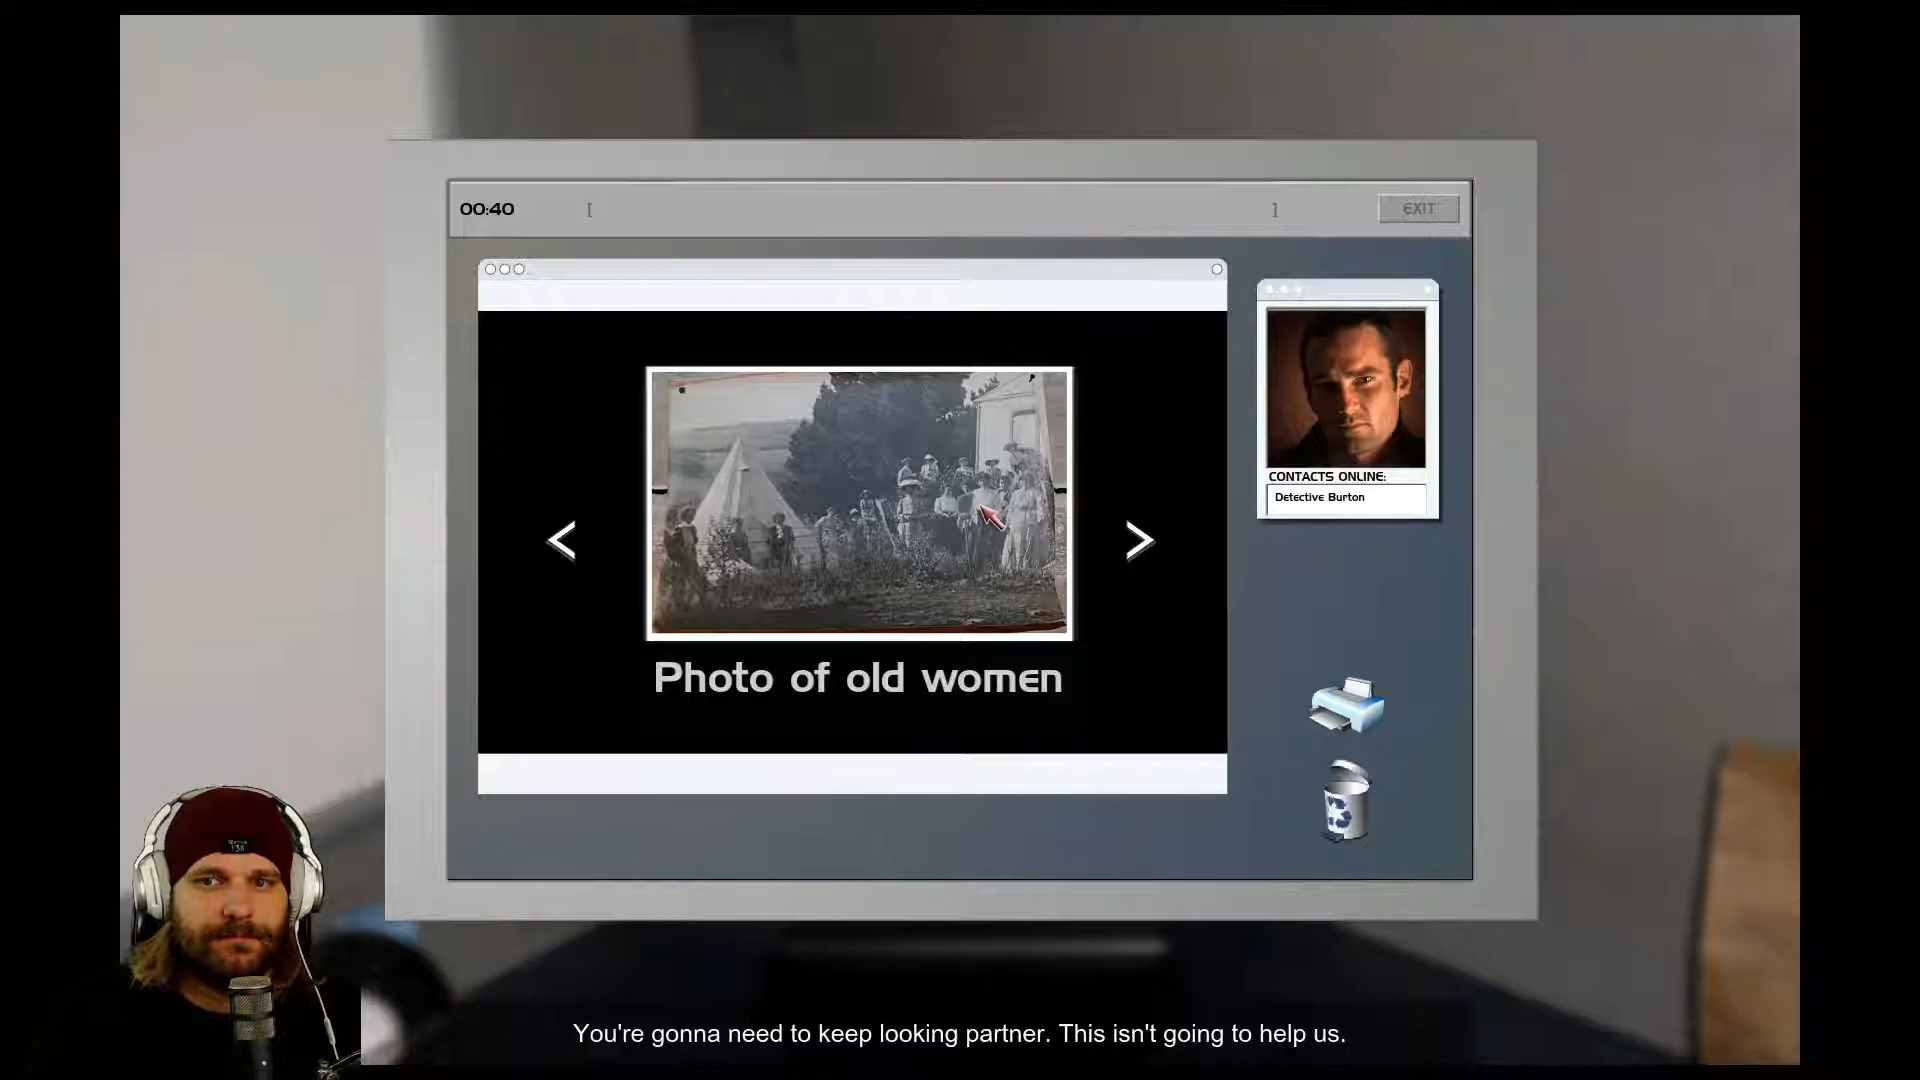 00:40
[ ]
EXIT
CONTACTS ONLINE:
Detective Burton
Photo of old women
You're gonna need to keep looking partner. This isn't going to help us.